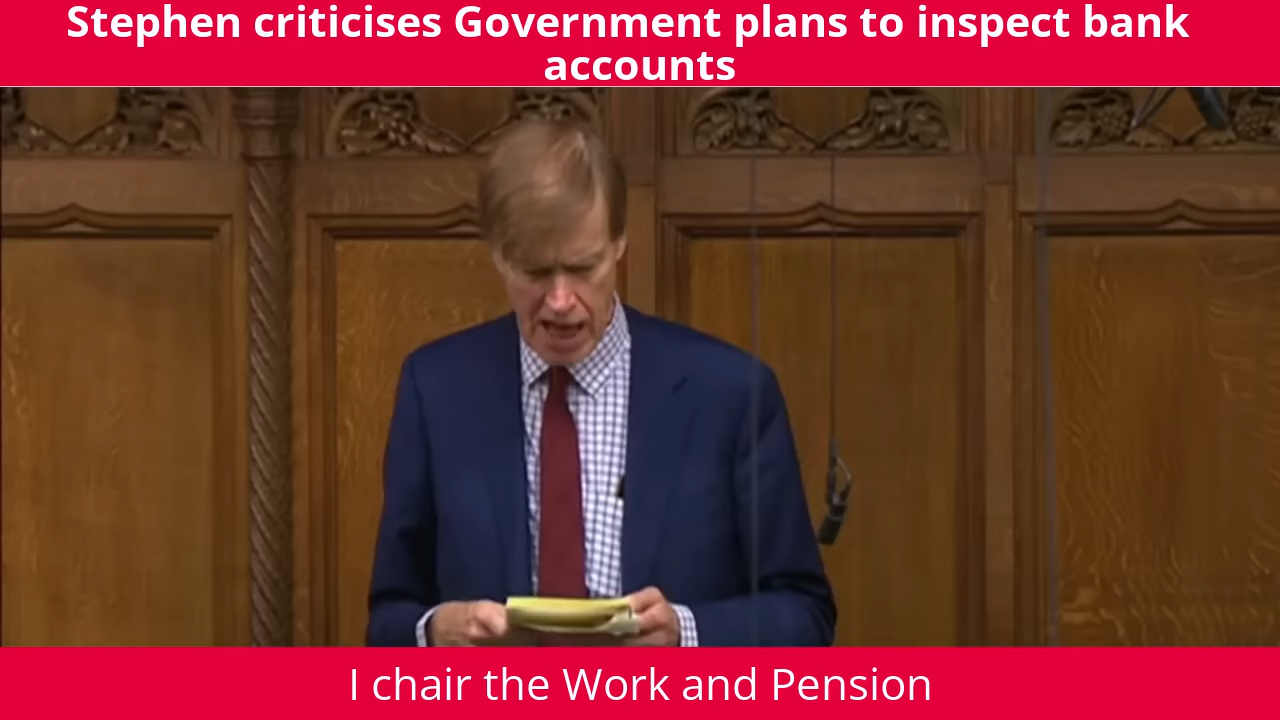 Stephen criticises Government plans to inspect bank
accounts
I chair the Work and Pension